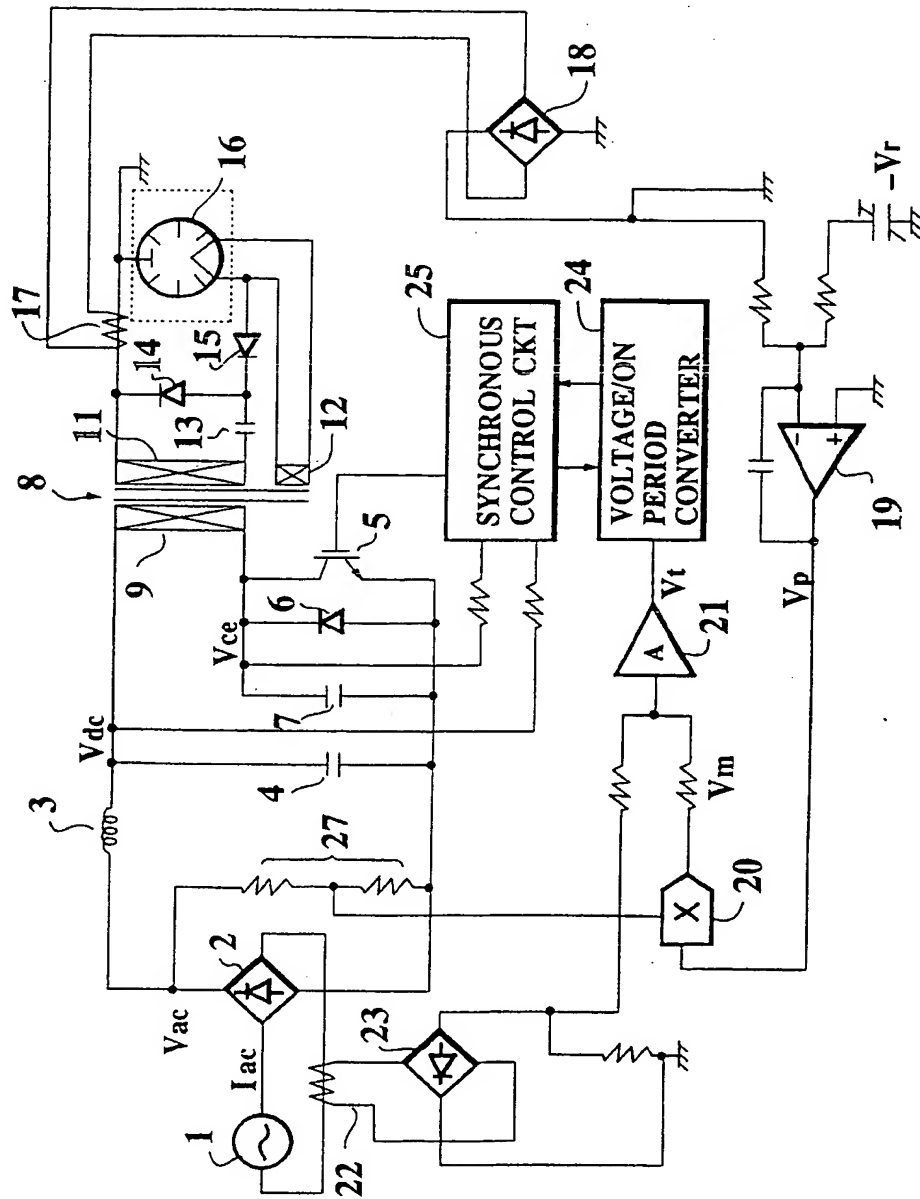 1
Iac
Vac
2
3
Vdc
4
7
Vce
6
5
9
8
11
13
14
15
12
17
16
18
27
22
23
20
X
Vm
A
21
Vt
25
SYNCHRONOUS
CONTROL CKT
24
VOLTAGE/ON
PERIOD
CONVERTER
Vp
19
−
+
−Vr